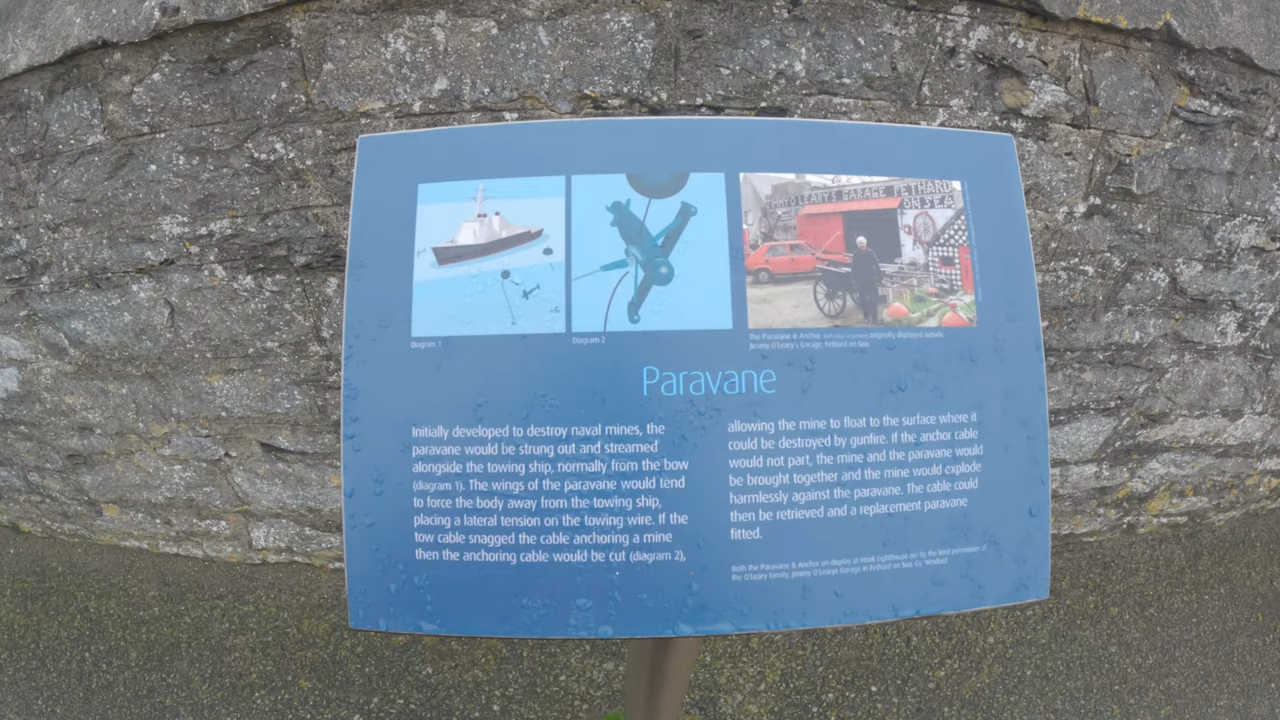 JIMMY O'LEARY'S GARAGE FETHARD
ON SEA
Diagram 1
Diagram 2
The Paravane & Anchor originally displayed outside
Jimmy O'Leary's Garage, Fethard on Sea.
Paravane
Initially developed to destroy naval mines, the
paravane would be strung out and streamed
alongside the towing ship, normally from the bow
(diagram 1). The wings of the paravane would tend
to force the body away from the towing ship,
placing a lateral tension on the towing wire. If the
tow cable snagged the cable anchoring a mine
then the anchoring cable would be cut (diagram 2),
allowing the mine to float to the surface where it
could be destroyed by gunfire. If the anchor cable
would not part, the mine and the paravane would
be brought together and the mine would explode
harmlessly against the paravane. The cable could
then be retrieved and a replacement paravane
fitted.
Both the Paravane & Anchor on display at Hook Lighthouse are by the kind permission of
the O'Leary family, Jimmy O'Learys Garage in Fethard on Sea, Co. Wexford